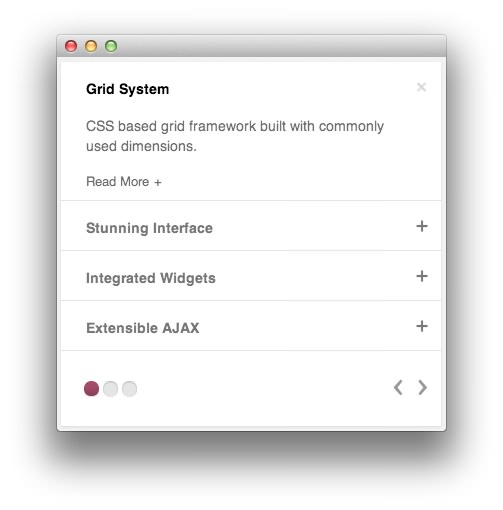 Grid System
CSS based grid framework built with commonly
used dimensions.
Read More +
Stunning Interface
Integrated Widgets
Extensible AJAX